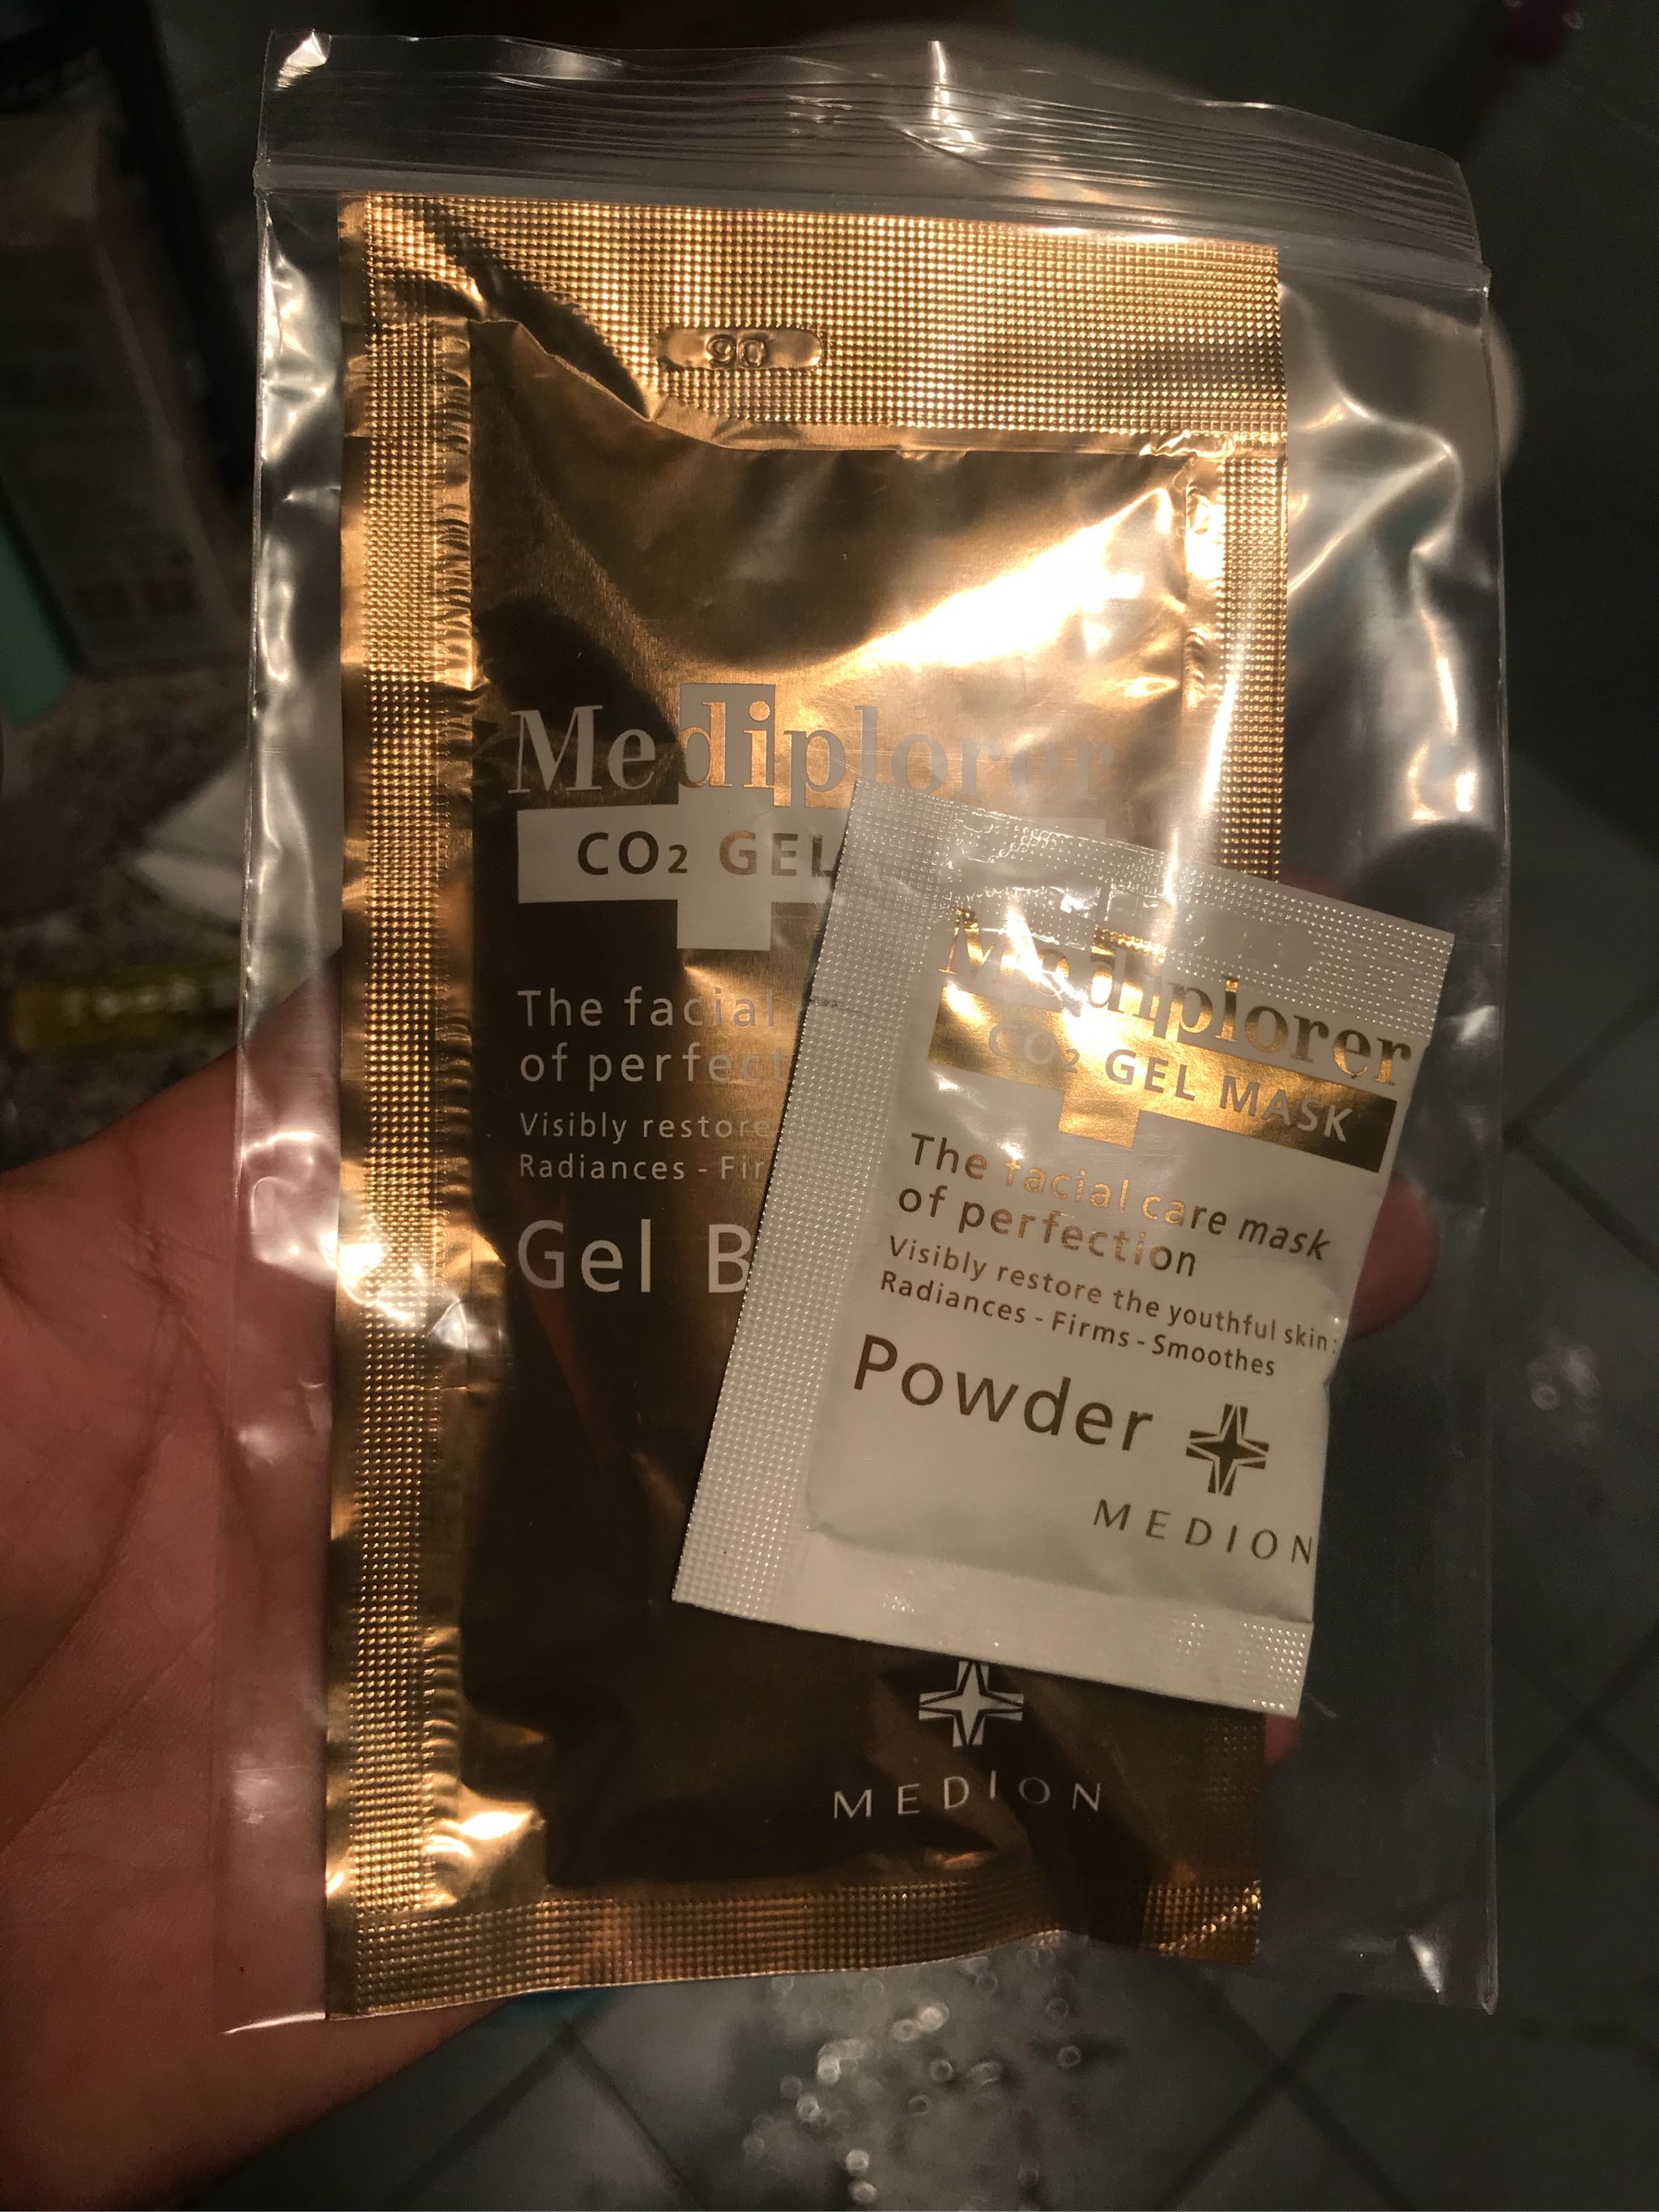 90
Mediplorer
CO2 GEL
The facial
of perfect
Visibly restore
Radiances - Fir
Gel B
MEDION
Mediplorer
CO2 GEL MASK
The facial care mask
of perfection
Visibly restore the youthful skin:
Radiances - Firms - Smoothes
Powder
MEDION